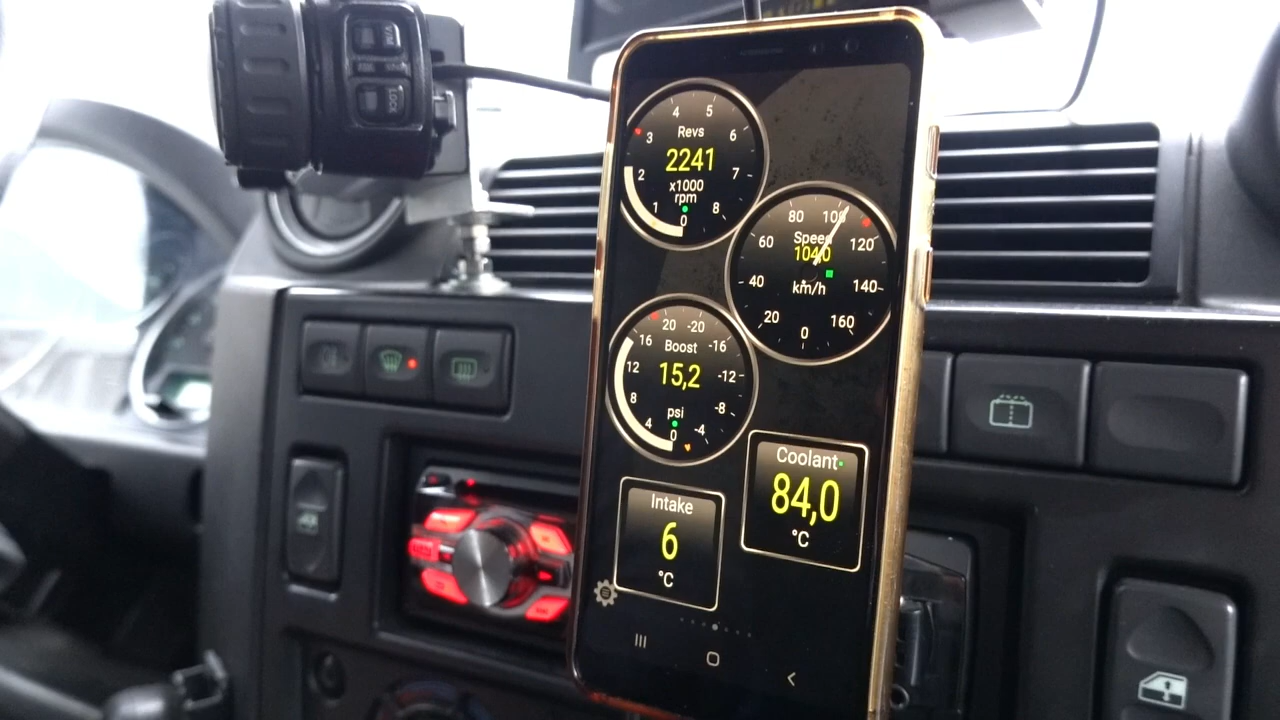 V/M
LOCK
4 5
3 Revs 6
2241
2 7
x1000
rpm
1 8
0
80 100
60 Speed 120
104,0
40 km/h 140
20 160
0
20 -20
16 Boost -16
12 15,2 -12
8 psi -8
4 0 -4
Coolant
84,0
°C
Intake
6
°C